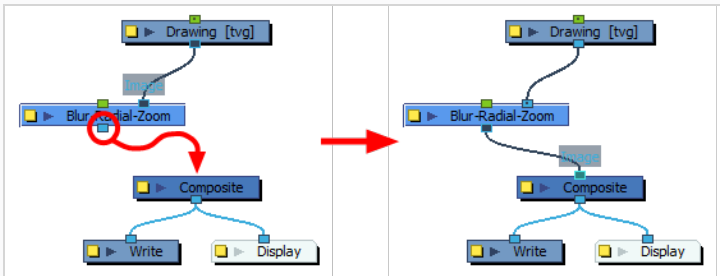 Drawing [tvg]
Image
Blur-Radial-Zoom
Composite
Write
Display
Drawing [tvg]
Blur-Radial-Zoom
Image
Composite
Write
Display